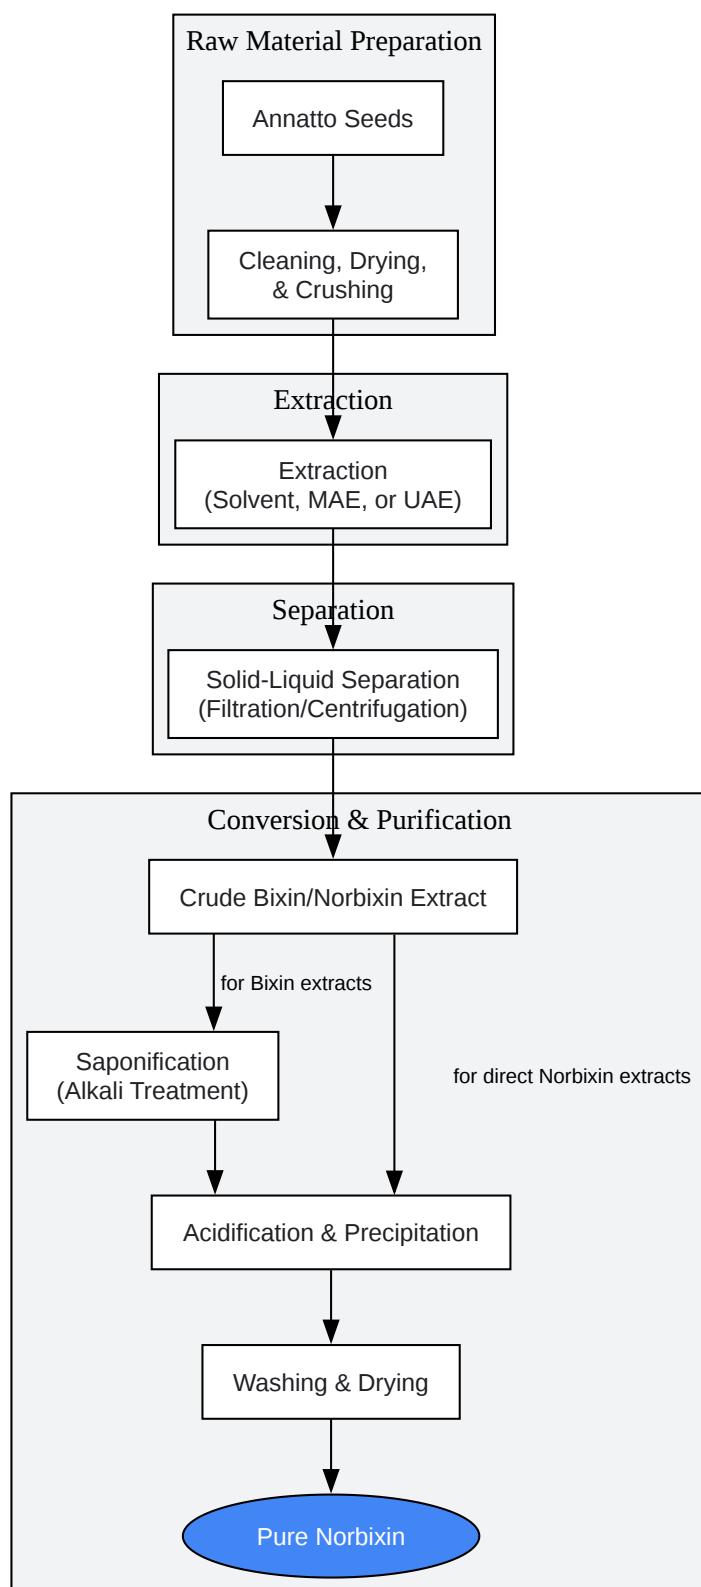 Raw Material Preparation
Annatto Seeds
Cleaning, Drying,
& Crushing
Extraction
Extraction
(Solvent, MAE, or UAE)
Separation
Solid-Liquid Separation
(Filtration/Centrifugation)
Conversion & Purification
Crude Bixin/Norbixin Extract
for Bixin extracts
Saponification
(Alkali Treatment)
for direct Norbixin extracts
Acidification & Precipitation
Washing & Drying
Pure Norbixin